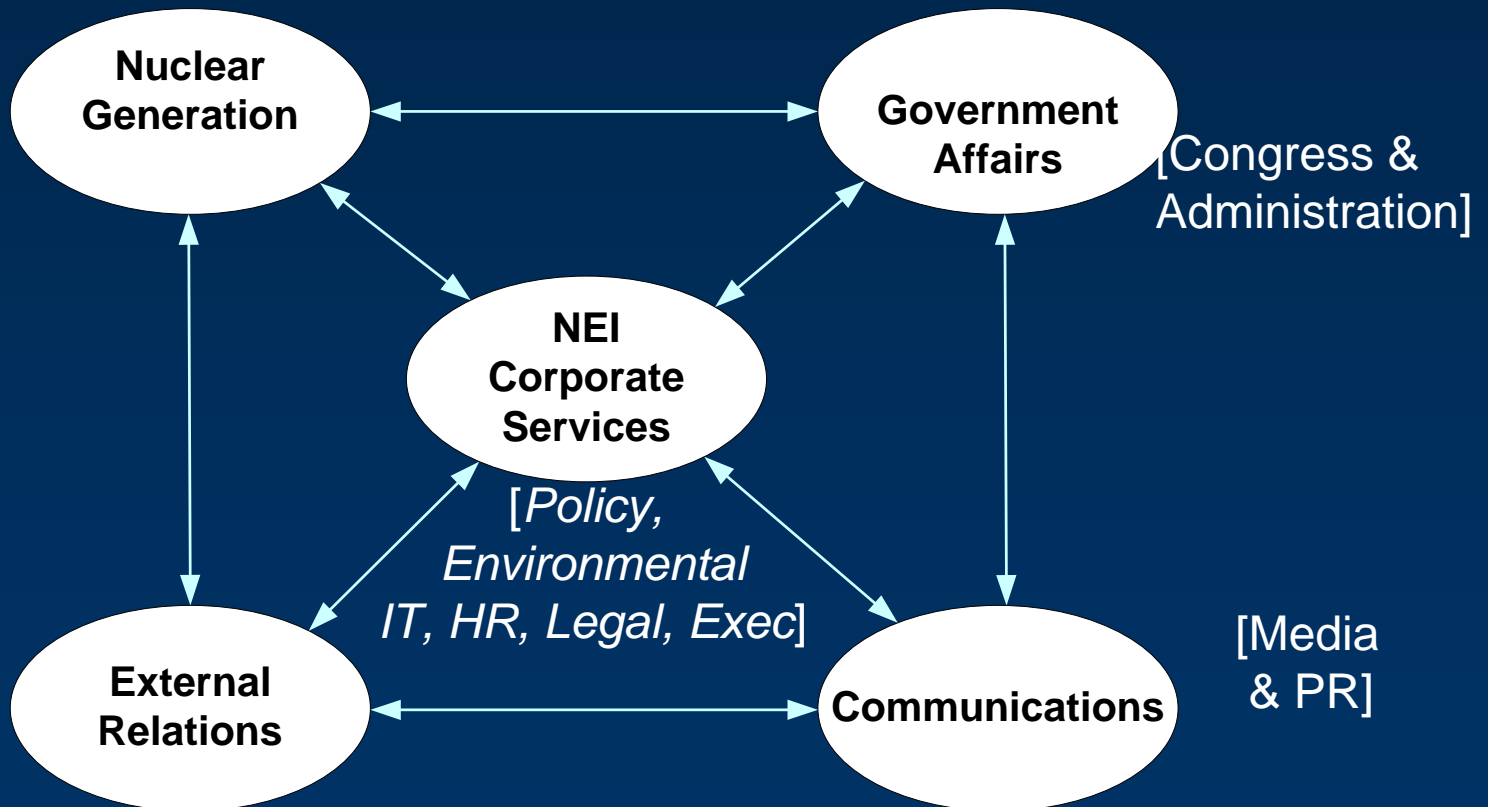 Nuclear
Generation
Government
Affairs
[Congress &
Administration]
NEI
Corporate
Services
[Policy,
Environmental
IT, HR, Legal, Exec]
External
Relations
Communications
[Media
& PR]